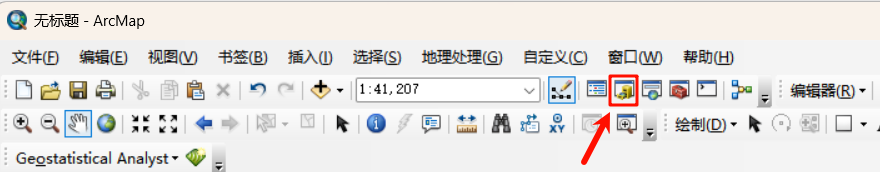 无标题 - ArcMap
文件(F) 编辑(E) 视图(V) 书签(B) 插入(I) 选择(S) 地理处理(G) 自定义(C) 窗口(W) 帮助(H)
1:41,207 编辑器(R)
XY 绘制(D)
Geostatistical Analyst